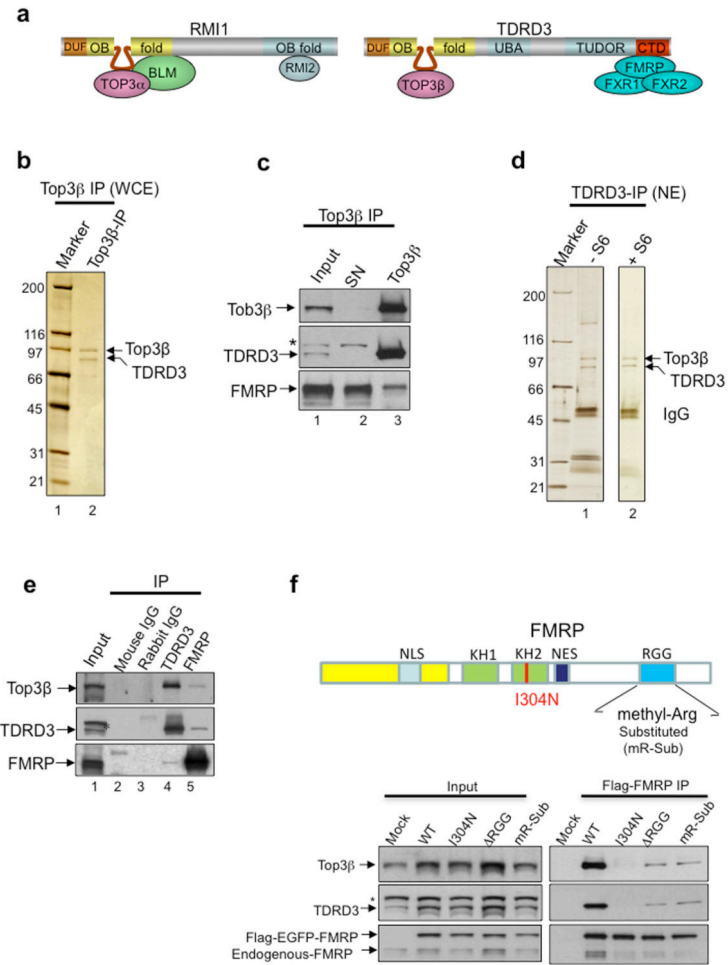 a
RMI1
TDRD3
DUF OB fold OB fold
DUF OB fold UBA TUDOR CTD
TOP3α BLM RMI2
TOP3β FMRP FXR1 FXR2
b
Top3β IP (WCE)
Marker
Top3β-IP
200
116
97
66
45
31
21
Top3β
TDRD3
1 2
c
Top3β IP
Input
SN
Top3β
Tob3β
*
TDRD3
FMRP
1 2 3
d
TDRD3-IP (NE)
Marker
- S6
+ S6
200
116
97
66
45
31
21
Top3β
TDRD3
IgG
1 2
e
IP
Input
Mouse IgG
Rabbit IgG
TDRD3
FMRP
Top3β
TDRD3
*
FMRP
1 2 3 4 5
f
FMRP
NLS KH1 KH2 NES RGG
I304N
methyl-Arg
Substituted
(mR-Sub)
Input
Flag-FMRP IP
Mock
WT
I304N
ΔRGG
mR-Sub
Mock
WT
I304N
ΔRGG
mR-Sub
Top3β
*
TDRD3
Flag-EGFP-FMRP
Endogenous-FMRP